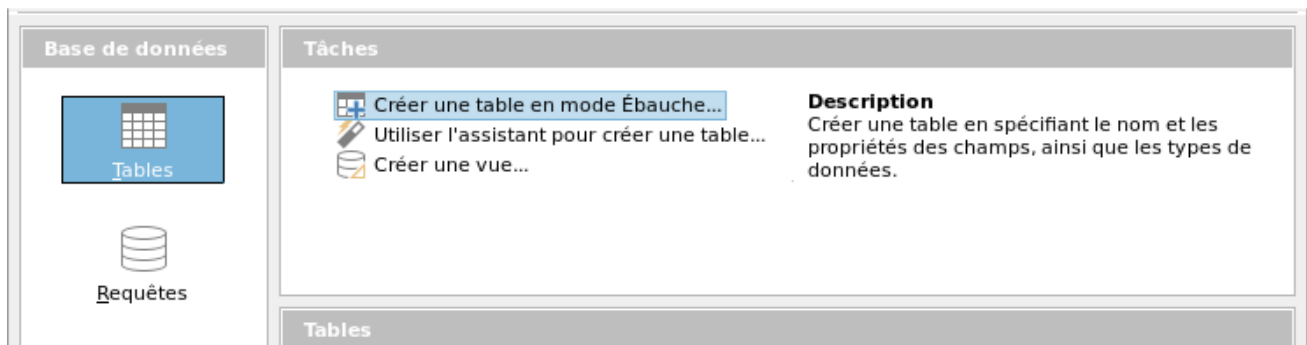 Base de données
Tables
Requêtes
Tâches
Créer une table en mode Ébauche...
Utiliser l'assistant pour créer une table...
Créer une vue...
Description
Créer une table en spécifiant le nom et les
propriétés des champs, ainsi que les types de
données.
Tables